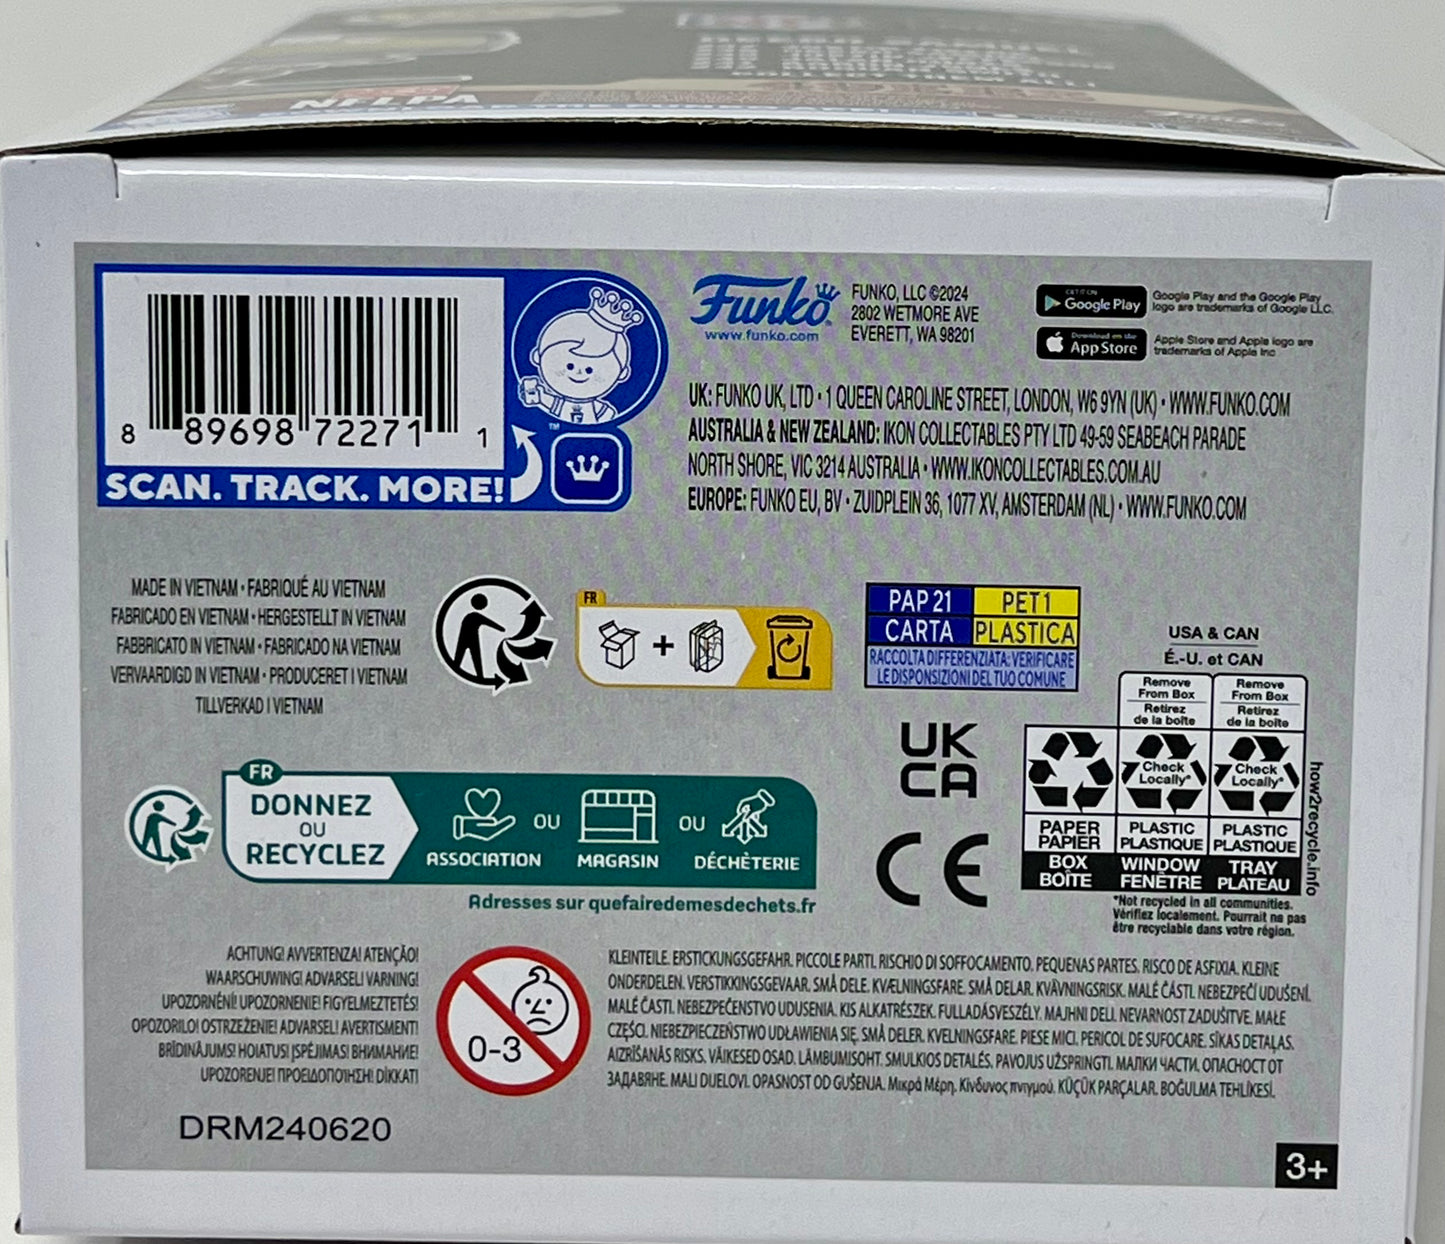 NFLPA
8 89698 72271 1
SCAN. TRACK. MORE!
™
Funko
www.funko.com
FUNKO, LLC ©2024
2802 WETMORE AVE
EVERETT, WA 98201
GET IT ON
Google Play
Google Play and the Google Play
logo are trademarks of Google LLC.
Download on the
App Store
Apple Store and Apple logo are
trademarks of Apple Inc
UK: FUNKO UK, LTD • 1 QUEEN CAROLINE STREET, LONDON, W6 9YN (UK) • WWW.FUNKO.COM
AUSTRALIA & NEW ZEALAND: IKON COLLECTABLES PTY LTD 49-59 SEABEACH PARADE
NORTH SHORE, VIC 3214 AUSTRALIA • WWW.IKONCOLLECTABLES.COM.AU
EUROPE: FUNKO EU, BV • ZUIDPLEIN 36, 1077 XV, AMSTERDAM (NL) • WWW.FUNKO.COM
MADE IN VIETNAM • FABRIQUÉ AU VIETNAM
FABRICADO EN VIETNAM • HERGESTELLT IN VIETNAM
FABBRICATO IN VIETNAM • FABRICADO NA VIETNAM
VERVAARDIGD IN VIETNAM • PRODUCERET I VIETNAM
TILLVERKAD I VIETNAM
FR
+
PAP 21 PET 1
CARTA PLASTICA
RACCOLTA DIFFERENZIATA: VERIFICARE
LE DISPONSIZIONI DEL TUO COMUNE
USA & CAN
É.-U. et CAN
Remove
From Box
Retirez
de la boîte
Remove
From Box
Retirez
de la boîte
Check
Locally*
Check
Locally*
PAPER
PAPIER
PLASTIC
PLASTIQUE
PLASTIC
PLASTIQUE
BOX
BOÎTE
WINDOW
FENÊTRE
TRAY
PLATEAU
how2recycle.info
*Not recycled in all communities.
Vérifiez localement. Pourrait ne pas
être recyclable dans votre région.
UK
CA
CE
FR
DONNEZ
OU
RECYCLEZ
ASSOCIATION
OU
MAGASIN
OU
DÉCHÈTERIE
Adresses sur quefairedemesdechets.fr
ACHTUNG! AVVERTENZA! ATENÇÃO!
WAARSCHUWING! ADVARSEL! VARNING!
UPOZORNĚNÍ! UPOZORNENIE! FIGYELMEZTETÉS!
OPOZORILO! OSTRZEŻENIE! ADVARSEL! AVERTISMENT!
BRĪDINĀJUMS! HOIATUS! ĮSPĖJIMAS! ВНИМАНИЕ!
UPOZORENJE! ΠΡΟΕΙΔΟΠΟΙΗΣΗ! DİKKAT!
0-3
KLEINTEILE. ERSTICKUNGSGEFAHR. PICCOLE PARTI. RISCHIO DI SOFFOCAMENTO. PEQUENAS PARTES. RISCO DE ASFIXIA. KLEINE
ONDERDELEN. VERSTIKKINGSGEVAAR. SMÅ DELE. KVÆLNINGSFARE. SMÅ DELAR. KVÄVNINGSRISK. MALÉ ČÁSTI. NEBEZPEČÍ UDUŠENÍ.
MALÉ ČASTI. NEBEZPEČENSTVO UDUSENIA. KIS ALKATRÉSZEK. FULLADÁSVESZÉLY. MAJHNI DELI. NEVARNOST ZADUŠITVE. MAŁE
CZĘŚCI. NIEBEZPIECZEŃSTWO UDŁAWIENIA SIĘ. SMÅ DELER. KVELNINGSFARE. PIESE MICI. PERICOL DE SUFOCARE. SĪKAS DETAĻAS.
AIZRĪŠANĀS RISKS. VÄIKESED OSAD. LÄMBUMISOHT. SMULKIOS DETALĖS. PAVOJUS UŽSPRINGTI. МАЛКИ ЧАСТИ. ОПАСНОСТ ОТ
ЗАДАВЯНЕ. MALI DIJELOVI. OPASNOST OD GUŠENJA. Μικρά Μέρη. Κίνδυνος πνιγμού. KÜÇÜK PARÇALAR. BOĞULMA TEHLİKESİ.
DRM240620
3+